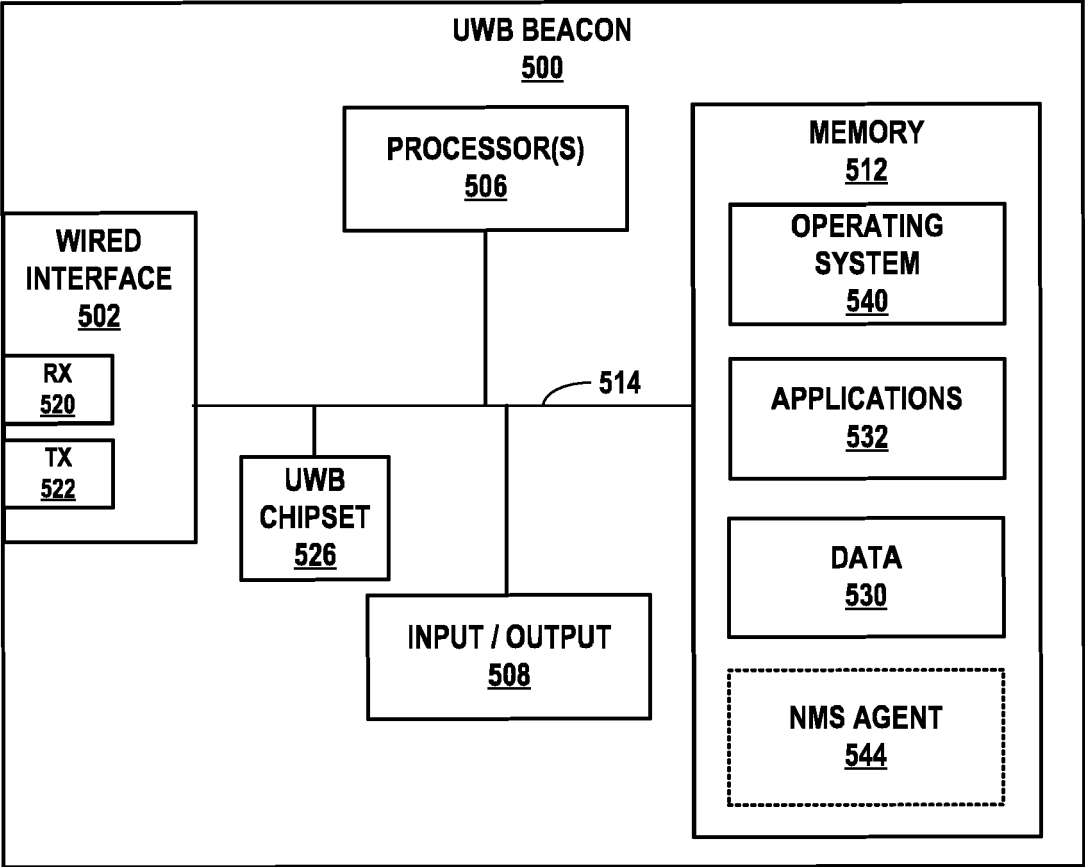 UWB BEACON
500
PROCESSOR(S)
506
MEMORY
512
OPERATING
SYSTEM
540
WIRED
INTERFACE
502
RX
520
TX
522
514
APPLICATIONS
532
UWB
CHIPSET
526
DATA
530
INPUT / OUTPUT
508
NMS AGENT
544